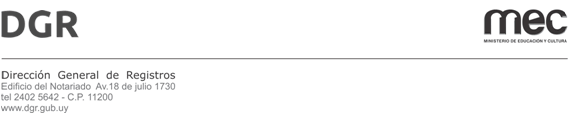 DGR
mec
MINISTERIO DE EDUCACIÓN Y CULTURA
Dirección General de Registros
Edificio del Notariado Av.18 de julio 1730
tel 2402 5642 - C.P. 11200
www.dgr.gub.uy